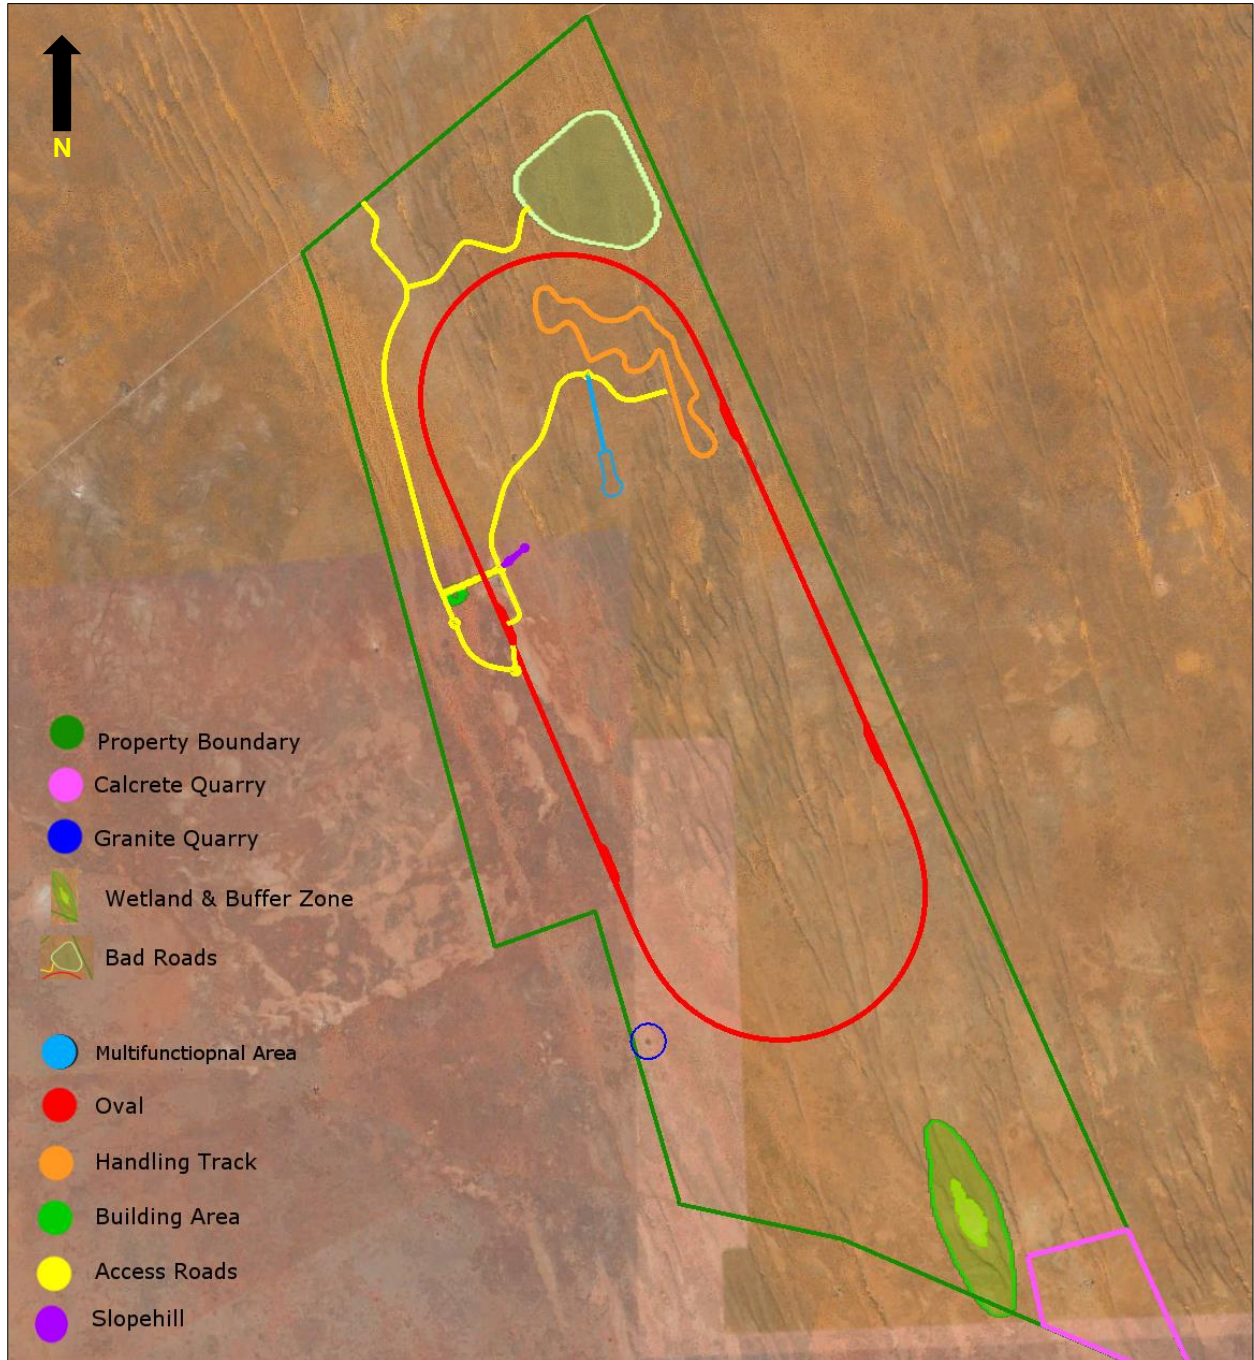 N
Property Boundary
Calcrete Quarry
Granite Quarry
Wetland & Buffer Zone
Bad Roads
Multifunctiopnal Area
Oval
Handling Track
Building Area
Access Roads
Slopehill